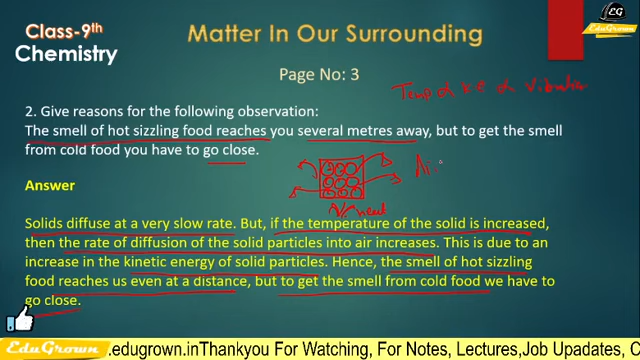 Class-9th
Chemistry
Matter In Our Surrounding
EG
EduGrown
Page No: 3
Temp ∝ KE ∝ Vibration
2. Give reasons for the following observation:
The smell of hot sizzling food reaches you several metres away, but to get the smell
from cold food you have to go close.
Answer
heat
Solids diffuse at a very slow rate. But, if the temperature of the solid is increased,
then the rate of diffusion of the solid particles into air increases. This is due to an
increase in the kinetic energy of solid particles. Hence, the smell of hot sizzling
food reaches us even at a distance, but to get the smell from cold food we have to
go close.
EduGrown
.edugrown.inThankyou For Watching, For Notes, Lectures,Job Upadates, C